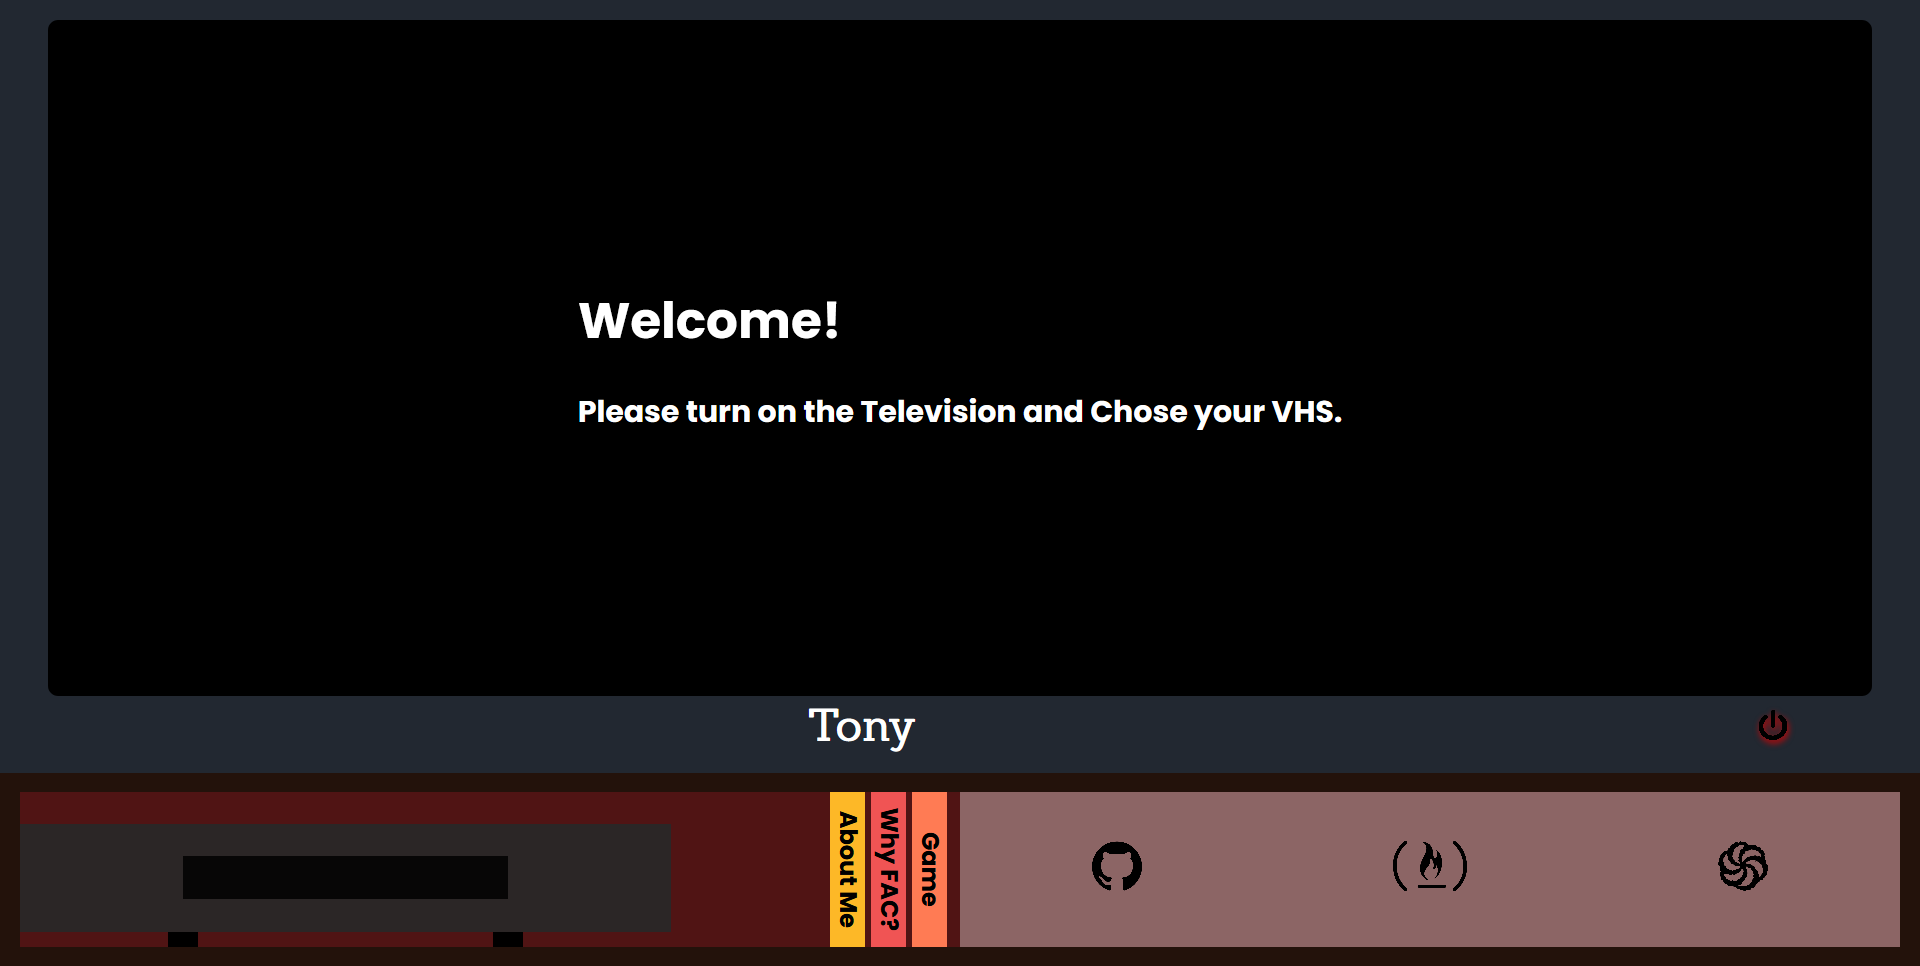 Welcome!
Please turn on the Television and Chose your VHS.
Tony
About Me
Why FAC?
Game